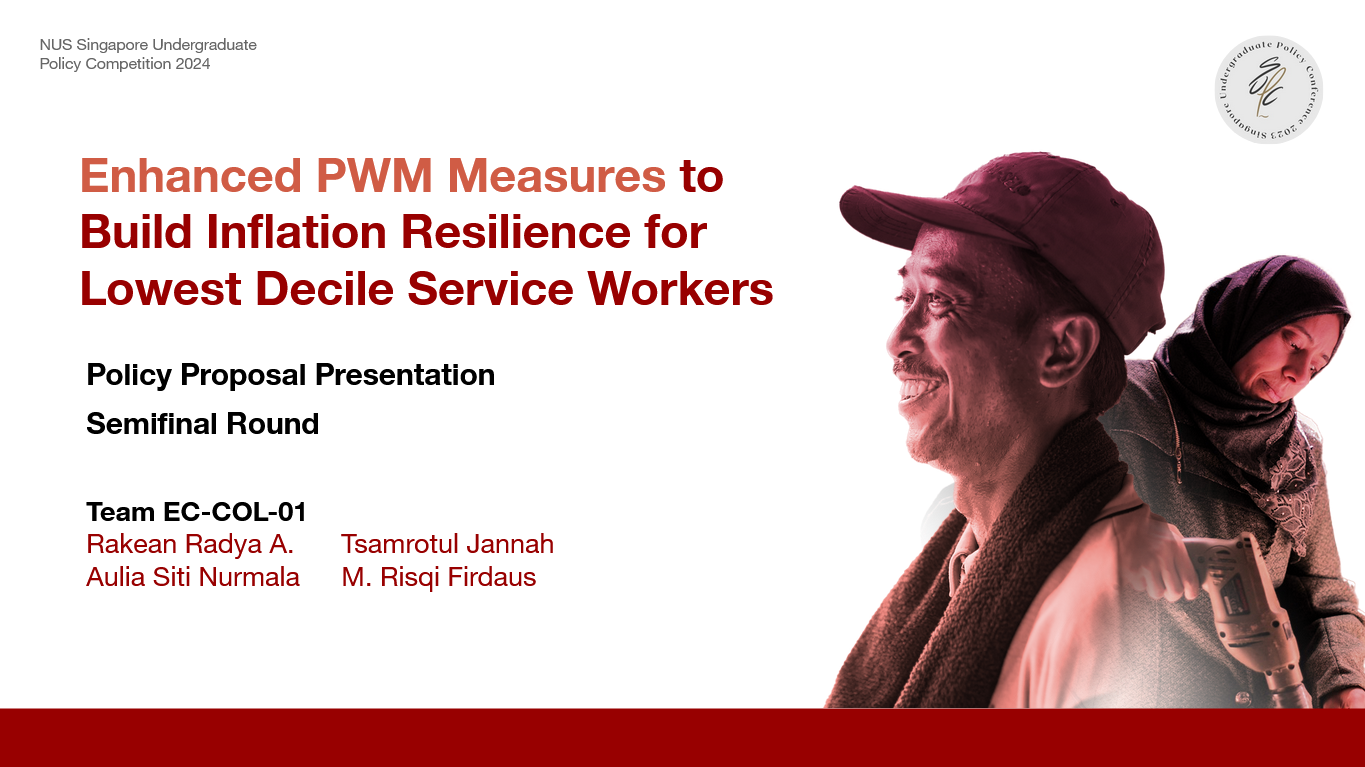 NUS Singapore Undergraduate
Policy Competition 2024
Singapore Undergraduate Policy Conference 2023
Enhanced PWM Measures to
Build Inflation Resilience for
Lowest Decile Service Workers
Policy Proposal Presentation
Semifinal Round
Team EC-COL-01
Rakean Radya A. Tsamrotul Jannah
Aulia Siti Nurmala M. Risqi Firdaus